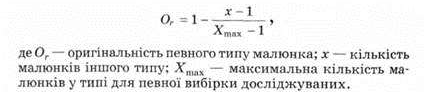 O_r = 1 − (x − 1) / (X_max − 1) ,
де O_r — оригінальність певного типу малюнка; x — кількість
малюнків іншого типу; X_max — максимальна кількість ма-
люнків у типі для певної вибірки досліджуваних.